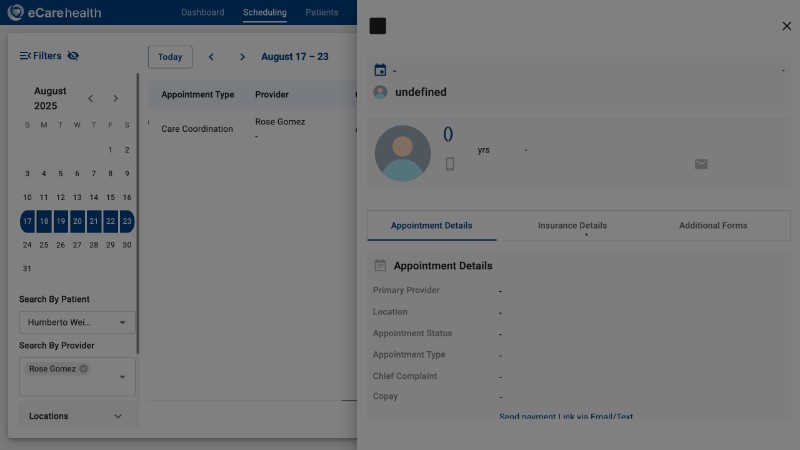 eCarehealth
Dashboard
Scheduling
Patients
Filters
August
2025
S M T W T F S
1 2
3 4 5 6 7 8 9
10 11 12 13 14 15 16
17 18 19 20 21 22 23
24 25 26 27 28 29 30
31
Search By Patient
Humberto Wei...
Search By Provider
Rose Gomez
Locations
Today
August 17 – 23
Appointment Type
Provider
Care Coordination
Rose Gomez
-
-
-
undefined
()
yrs
-
Appointment Details
Insurance Details
Additional Forms
Appointment Details
Primary Provider -
Location -
Appointment Status -
Appointment Type -
Chief Complaint -
Copay -
Send payment Link via Email/Text